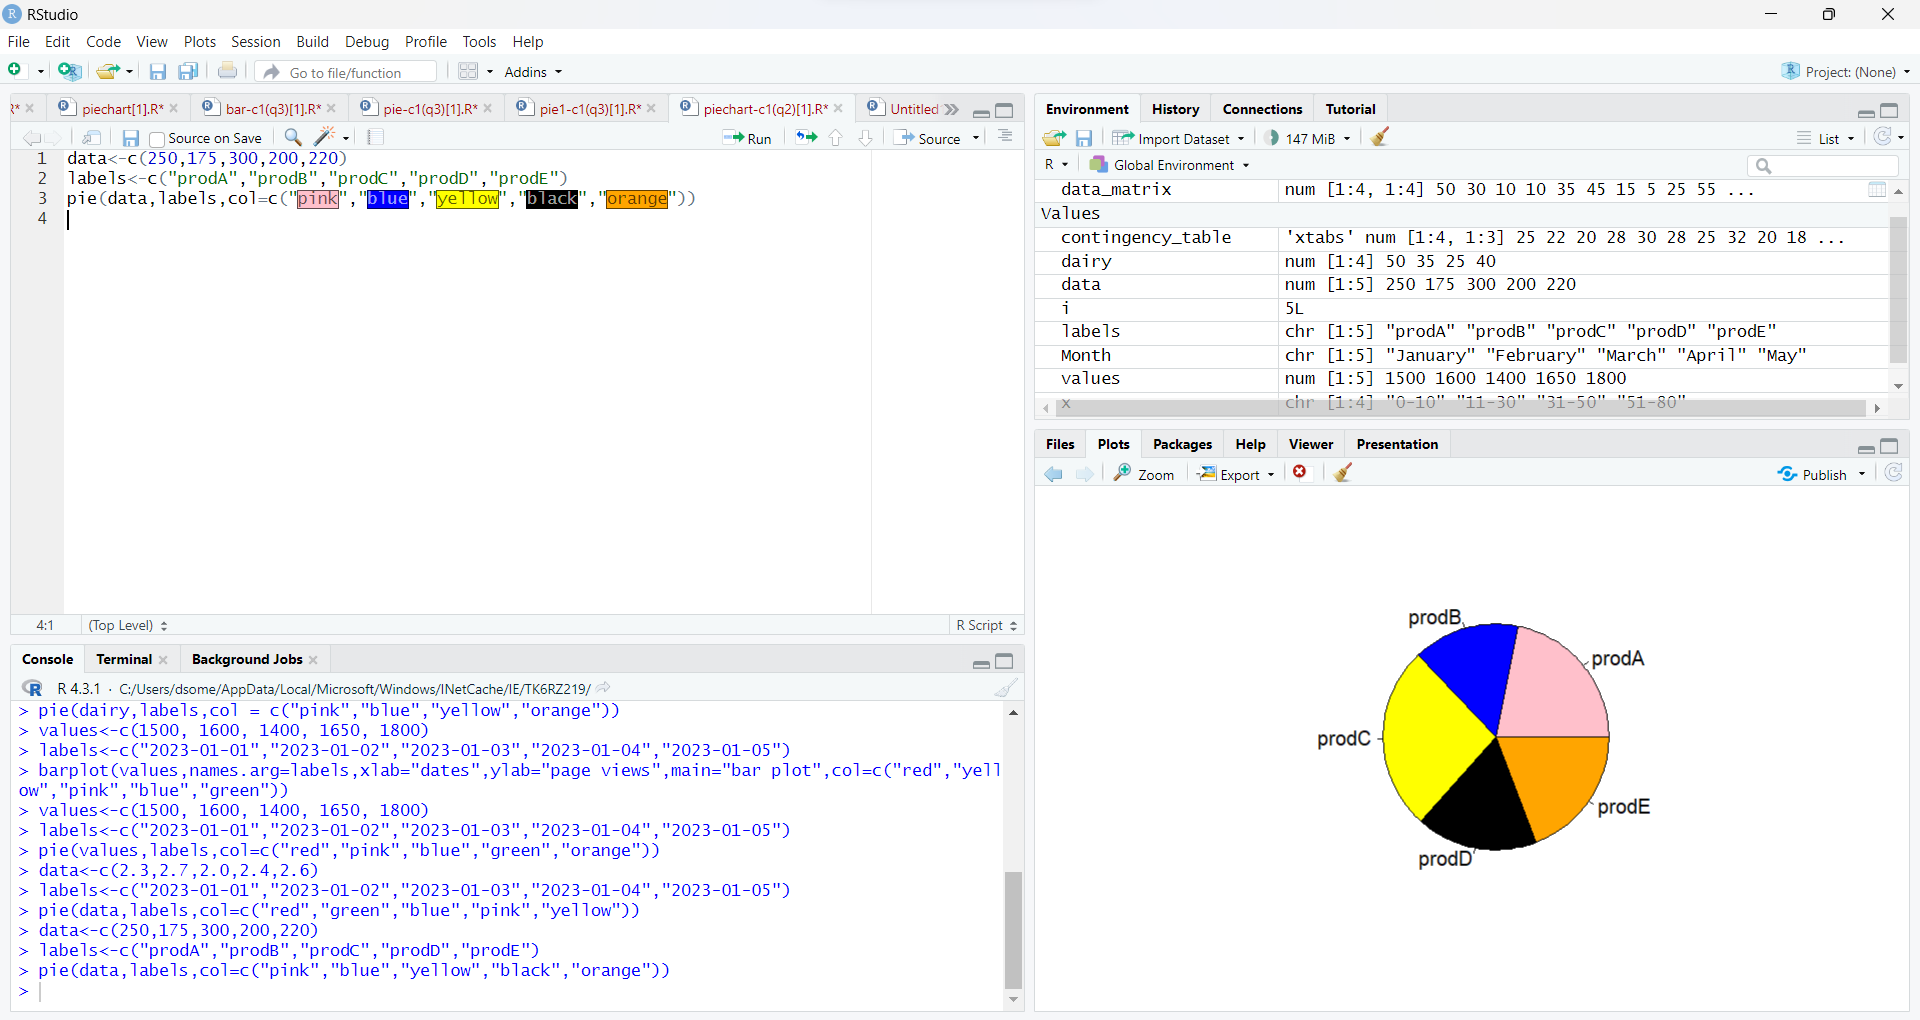 RStudio
File Edit Code View Plots Session Build Debug Profile Tools Help
Go to file/function Addins Project: (None)
R* piechart[1].R* bar-c1(q3)[1].R* pie-c1(q3)[1].R* pie1-c1(q3)[1].R* piechart-c1(q2)[1].R* Untitled
Source on Save Run Source
1 data<-c(250,175,300,200,220)
2 labels<-c("prodA","prodB","prodC","prodD","prodE")
3 pie(data,labels,col=c("pink","blue","yellow","black","orange"))
4
4:1 (Top Level) R Script
Console Terminal Background Jobs
R 4.3.1 · C:/Users/dsome/AppData/Local/Microsoft/Windows/INetCache/IE/TK6RZ219/
> pie(dairy,labels,col = c("pink","blue","yellow","orange"))
> values<-c(1500, 1600, 1400, 1650, 1800)
> labels<-c("2023-01-01","2023-01-02","2023-01-03","2023-01-04","2023-01-05")
> barplot(values,names.arg=labels,xlab="dates",ylab="page views",main="bar plot",col=c("red","yell
ow","pink","blue","green"))
> values<-c(1500, 1600, 1400, 1650, 1800)
> labels<-c("2023-01-01","2023-01-02","2023-01-03","2023-01-04","2023-01-05")
> pie(values,labels,col=c("red","pink","blue","green","orange"))
> data<-c(2.3,2.7,2.0,2.4,2.6)
> labels<-c("2023-01-01","2023-01-02","2023-01-03","2023-01-04","2023-01-05")
> pie(data,labels,col=c("red","green","blue","pink","yellow"))
> data<-c(250,175,300,200,220)
> labels<-c("prodA","prodB","prodC","prodD","prodE")
> pie(data,labels,col=c("pink","blue","yellow","black","orange"))
>
Environment History Connections Tutorial
Import Dataset 147 MiB List
R Global Environment
data_matrix num [1:4, 1:4] 50 30 10 10 35 45 15 5 25 55 ...
Values
contingency_table 'xtabs' num [1:4, 1:3] 25 22 20 28 30 28 25 32 20 18 ...
dairy num [1:4] 50 35 25 40
data num [1:5] 250 175 300 200 220
i 5L
labels chr [1:5] "prodA" "prodB" "prodC" "prodD" "prodE"
Month chr [1:5] "January" "February" "March" "April" "May"
values num [1:5] 1500 1600 1400 1650 1800
x chr [1:4] "0-10" "11-30" "31-50" "51-80"
Files Plots Packages Help Viewer Presentation
Zoom Export Publish
prodB
prodA
prodC
prodE
prodD